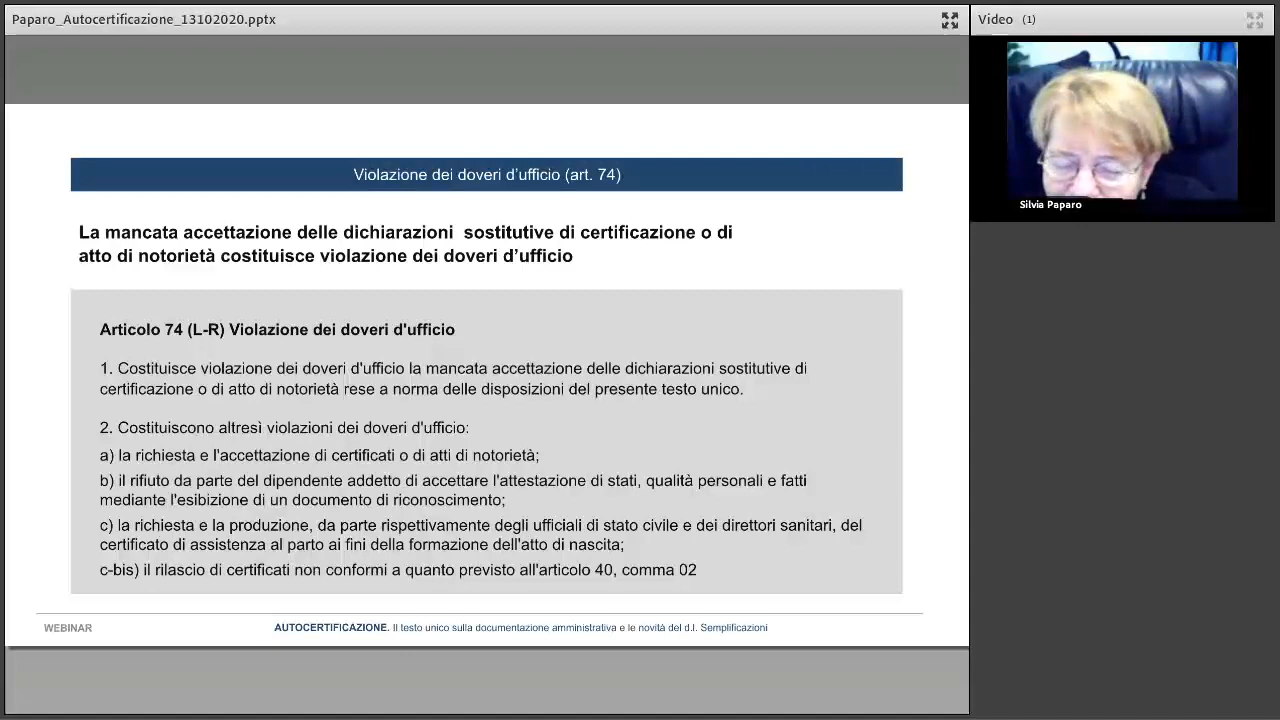 Paparo_Autocertificazione_13102020.pptx
Video (1)
Silvia Paparo
Violazione dei doveri d’ufficio (art. 74)
La mancata accettazione delle dichiarazioni sostitutive di certificazione o di
atto di notorietà costituisce violazione dei doveri d’ufficio
Articolo 74 (L-R) Violazione dei doveri d'ufficio
1. Costituisce violazione dei doveri d'ufficio la mancata accettazione delle dichiarazioni sostitutive di
certificazione o di atto di notorietà rese a norma delle disposizioni del presente testo unico.
2. Costituiscono altresì violazioni dei doveri d'ufficio:
a) la richiesta e l'accettazione di certificati o di atti di notorietà;
b) il rifiuto da parte del dipendente addetto di accettare l'attestazione di stati, qualità personali e fatti
mediante l'esibizione di un documento di riconoscimento;
c) la richiesta e la produzione, da parte rispettivamente degli ufficiali di stato civile e dei direttori sanitari, del
certificato di assistenza al parto ai fini della formazione dell'atto di nascita;
c-bis) il rilascio di certificati non conformi a quanto previsto all'articolo 40, comma 02
WEBINAR
AUTOCERTIFICAZIONE. Il testo unico sulla documentazione amministrativa e le novità del d.l. Semplificazioni